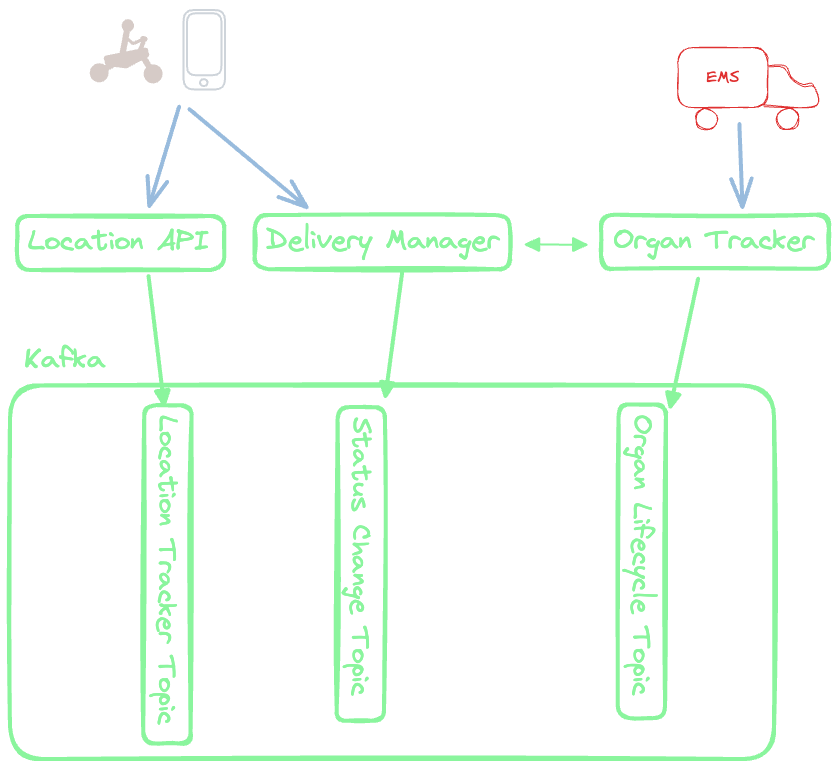 EMS
Location API
Delivery Manager
Organ Tracker
Kafka
Location Tracker Topic
Status Change Topic
Organ Lifecycle Topic